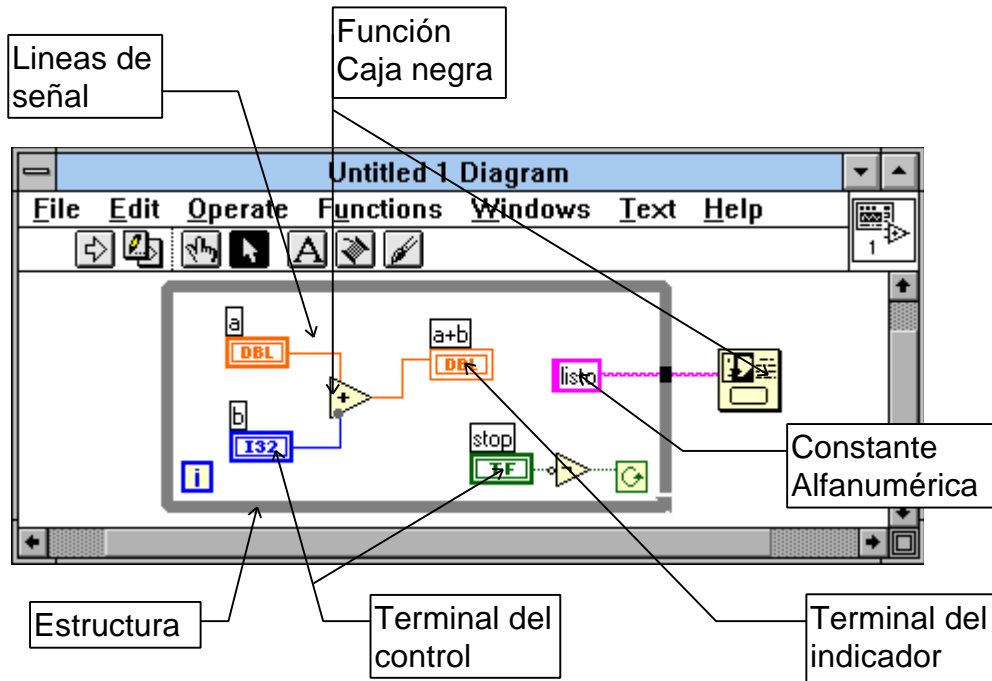 Lineas de
señal
Función
Caja negra
Untitled 1 Diagram
File Edit Operate Functions Windows Text Help
A
1
a
DBL
a+b
DBL
b
I32
i
listo
stop
TF
+
Constante
Alfanumérica
Estructura
Terminal del
control
Terminal del
indicador